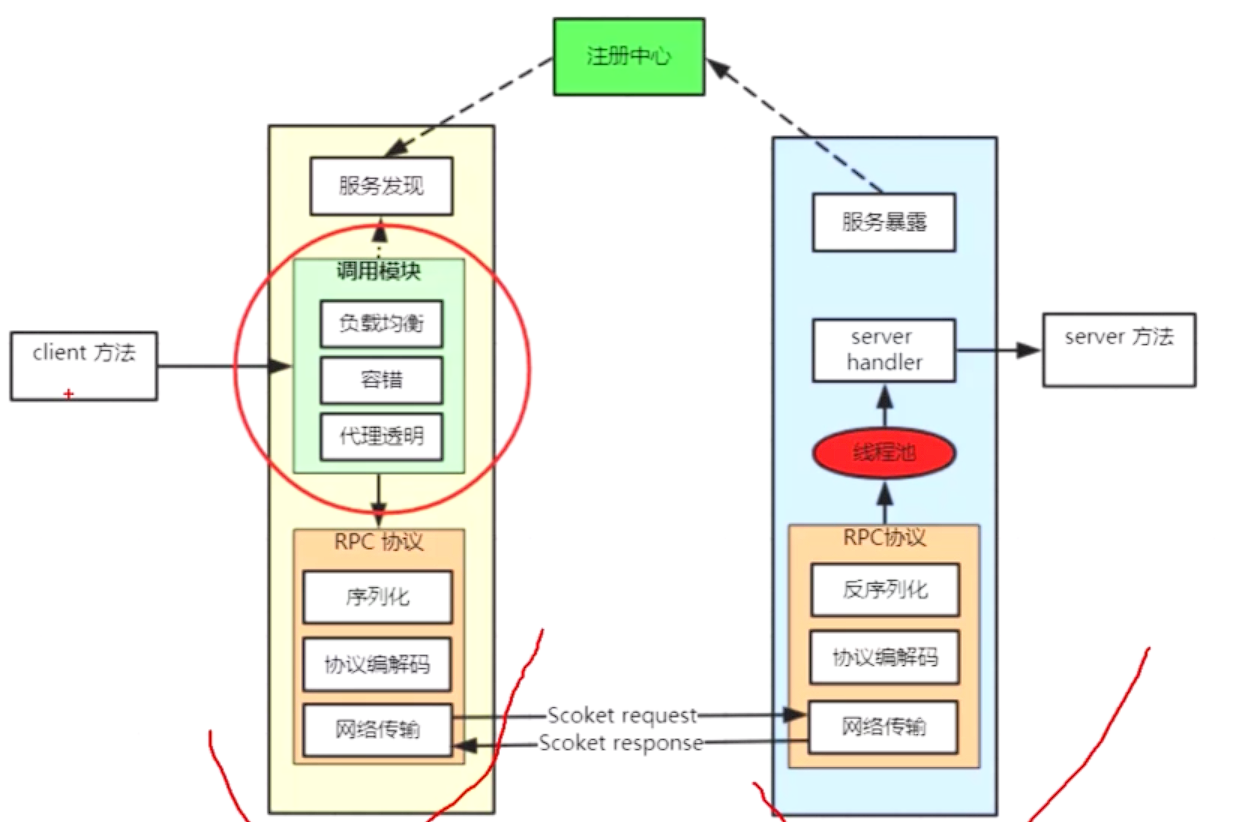 注册中心
服务发现
调用模块
负载均衡
容错
代理透明
client 方法
RPC 协议
序列化
协议编解码
网络传输
Scoket request
Scoket response
服务暴露
server
handler
server 方法
线程池
RPC协议
反序列化
协议编解码
网络传输